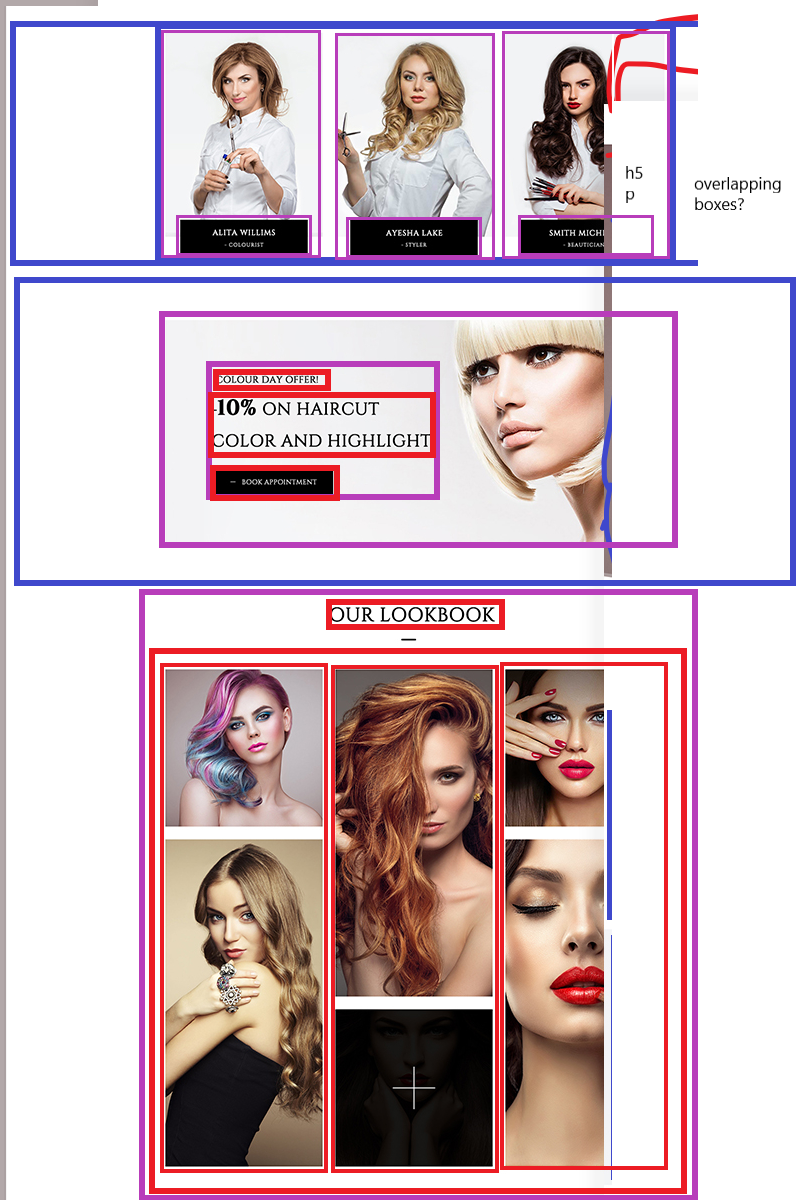 h5
p
overlapping
boxes?
ALITA WILLIMS
- COLOURIST
AYESHA LAKE
- STYLER
SMITH MICH
- BEAUTICIAN
COLOUR DAY OFFER!
-10% ON HAIRCUT
COLOR AND HIGHLIGHT
— BOOK APPOINTMENT
OUR LOOKBOOK